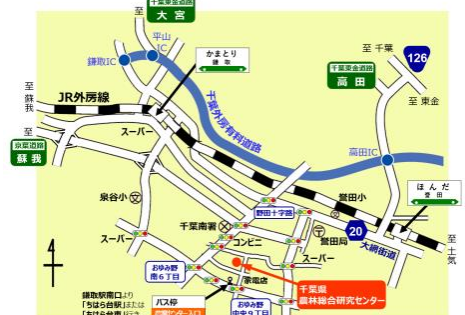 至
千葉東金道路
大宮
平山
IC
鎌取IC
かまとり
鎌取
至 千葉
126
千葉東金道路
高田
至 東金
至 蘇我
JR外房線
至
京葉道路
蘇我
スーパー
千葉外房有料道路
高田IC
ほんだ
誉田
泉谷小
文
誉田小
文
野田十字路
20
千葉南署
コンビニ
誉田局
大網街道
至 土気
スーパー
スーパー
おゆみ野
南6丁目
家電店
千葉県
農林総合研究センター
鎌取駅南口より
「ちはら台駅」または
バス停
おゆみ野
中央9丁目